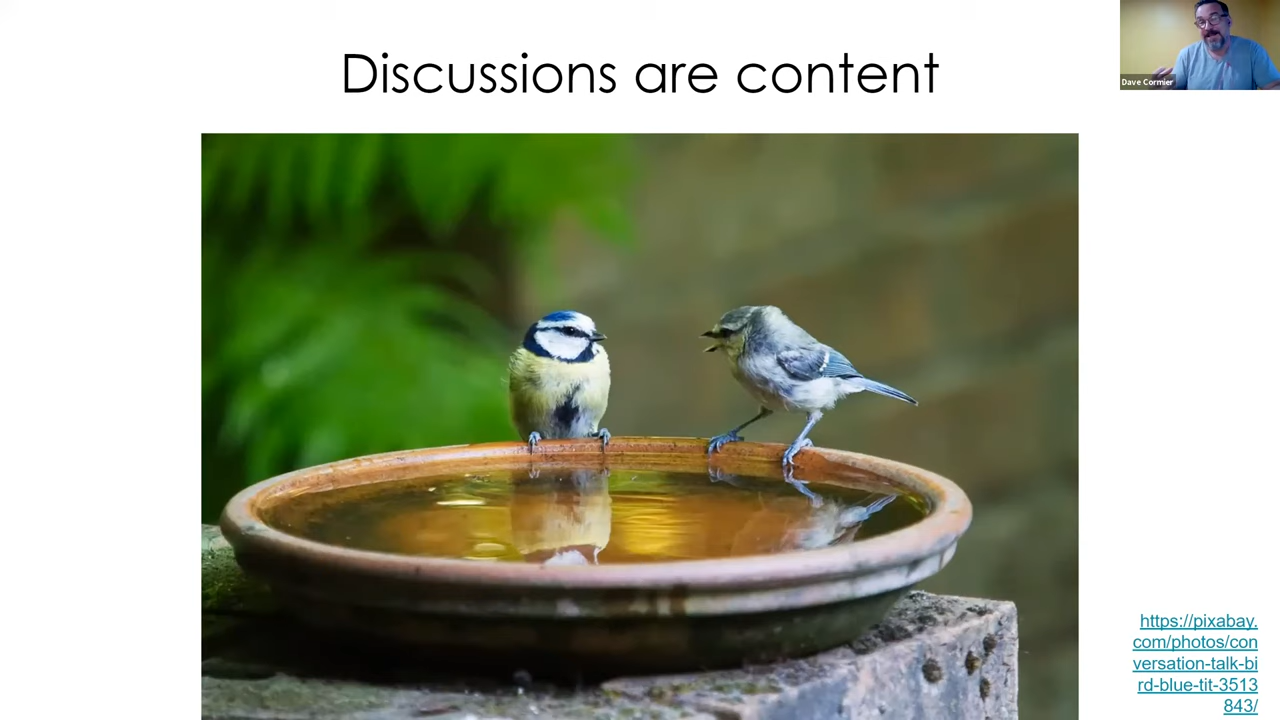 Discussions are content
Dave Cormier
https://pixabay.
com/photos/con
versation-talk-bi
rd-blue-tit-3513
843/